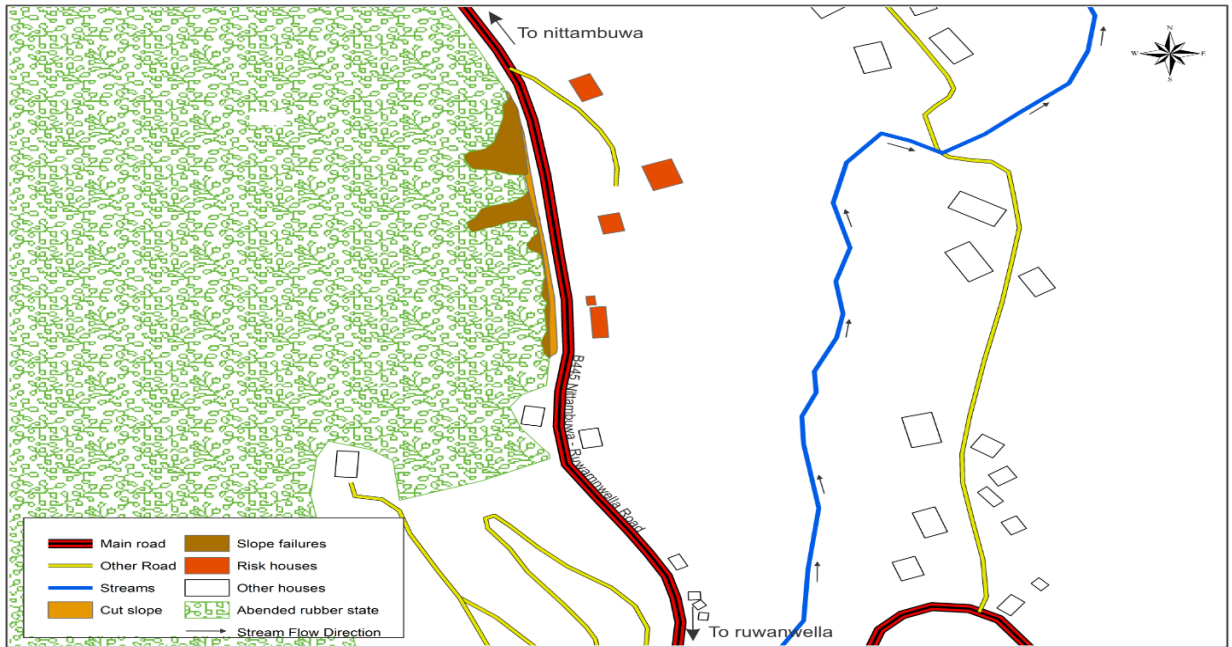 To nittambuwa
N
W
E
S
B445 Nittambuwa - Ruwannwella Road
Main road
Other Road
Streams
Cut slope
Slope failures
Risk houses
Other houses
Abended rubber state
Stream Flow Direction
To ruwanwella